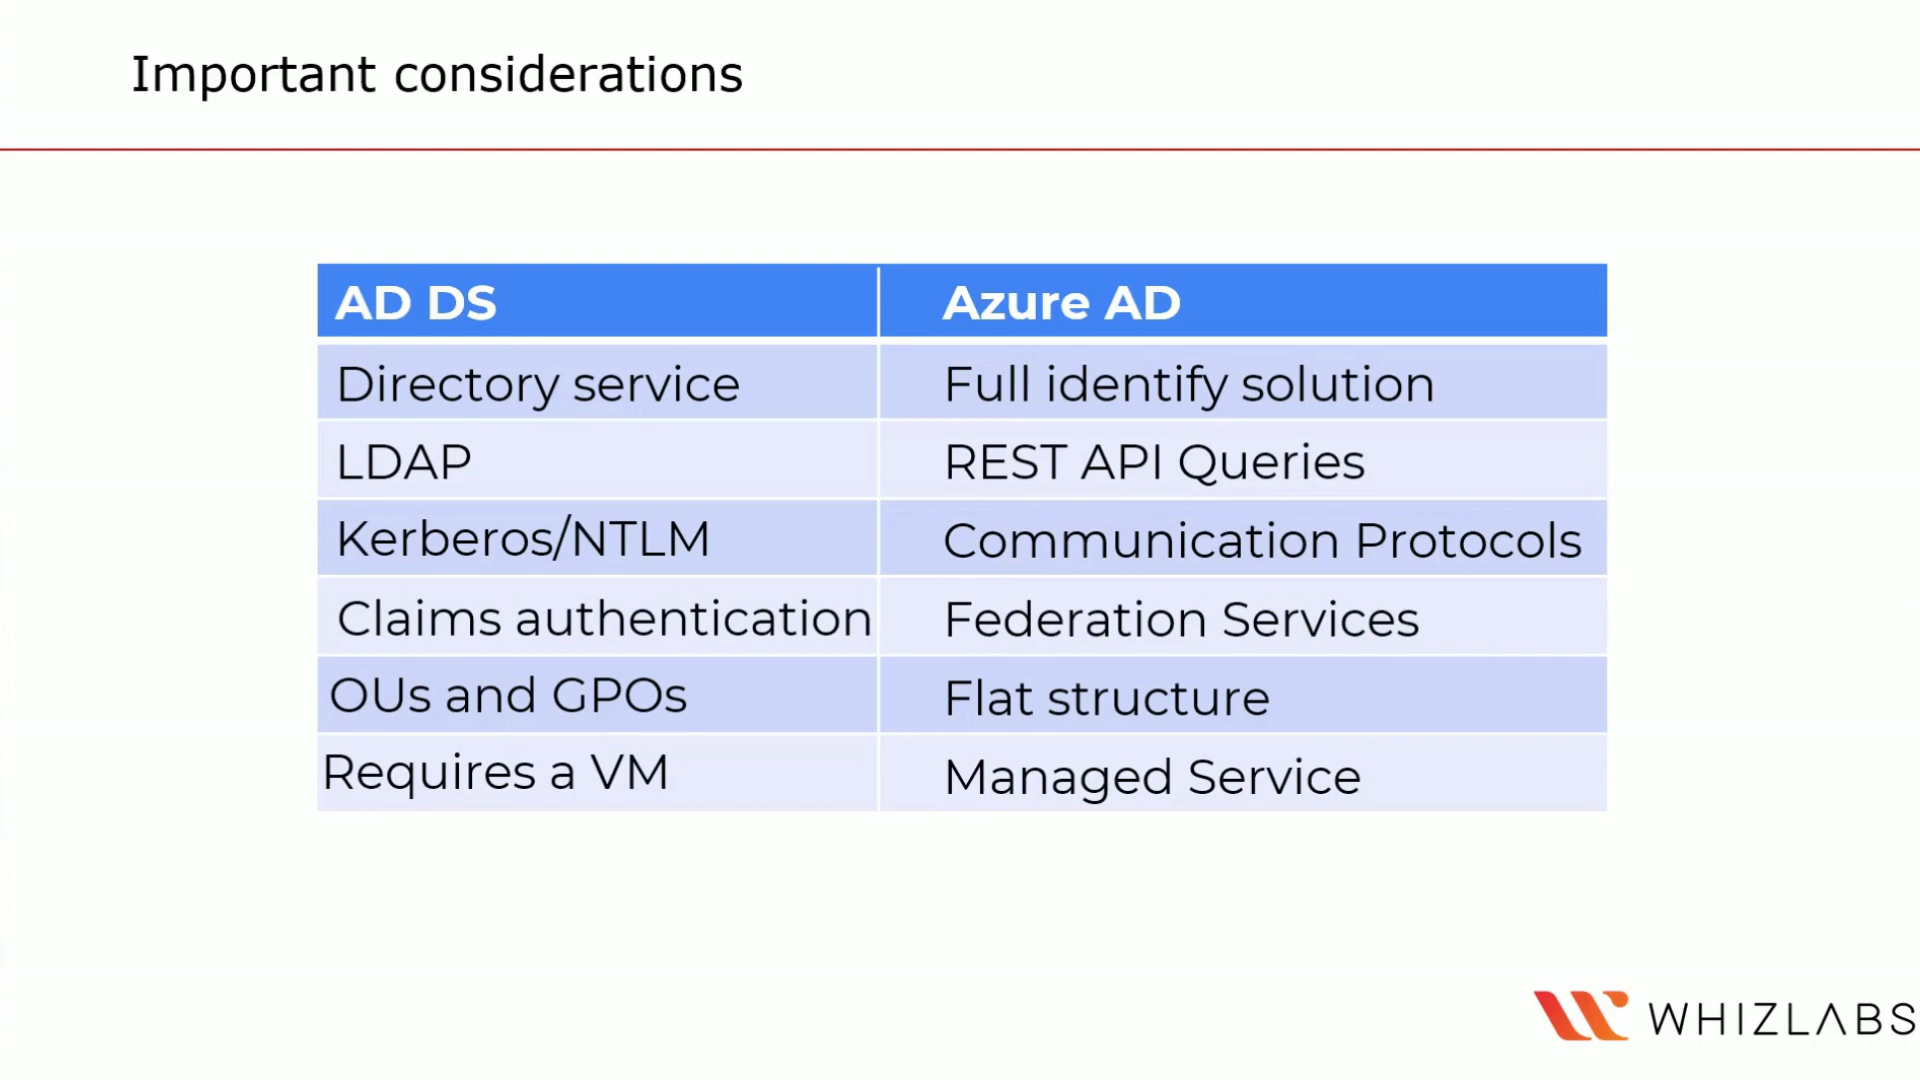 Important considerations
AD DS Azure AD
Directory service Full identify solution
LDAP REST API Queries
Kerberos/NTLM Communication Protocols
Claims authentication Federation Services
OUs and GPOs Flat structure
Requires a VM Managed Service
WHIZLABS